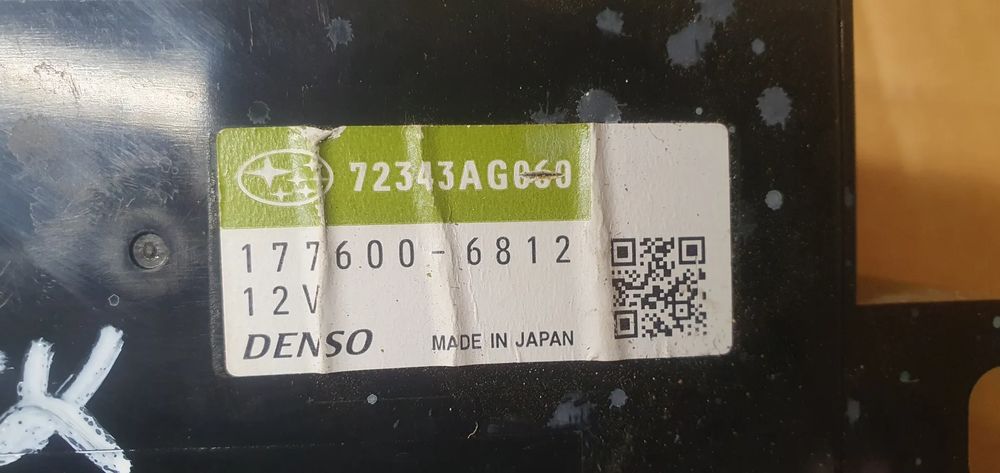 72343AG060
177600-6812
12V
DENSO
MADE IN JAPAN